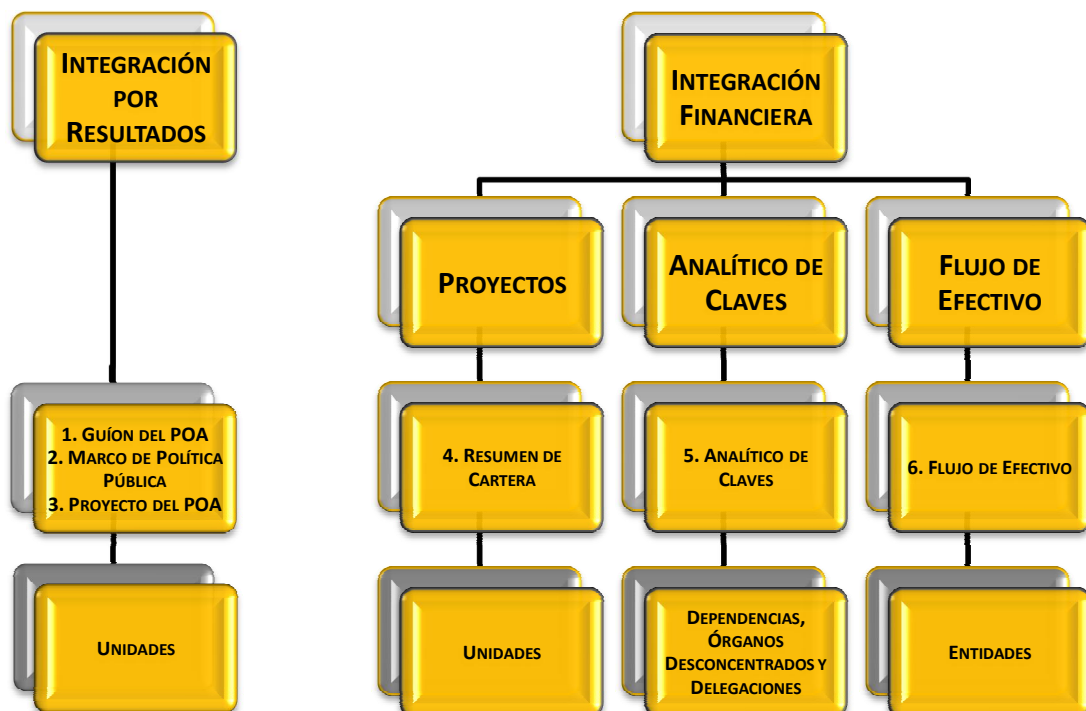 INTEGRACIÓN
POR
RESULTADOS
INTEGRACIÓN
FINANCIERA
PROYECTOS
ANALÍTICO DE
CLAVES
FLUJO DE
EFECTIVO
1. GUÍON DEL POA
2. MARCO DE POLÍTICA
PÚBLICA
3. PROYECTO DEL POA
4. RESUMEN DE
CARTERA
5. ANALÍTICO DE
CLAVES
6. FLUJO DE EFECTIVO
UNIDADES
UNIDADES
DEPENDENCIAS,
ÓRGANOS
DESCONCENTRADOS Y
DELEGACIONES
ENTIDADES